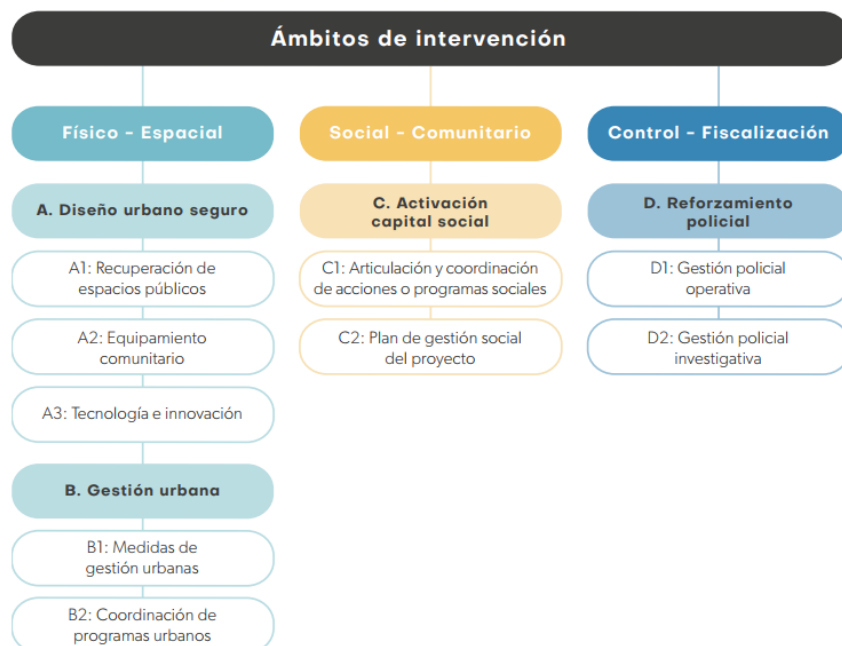 Ámbitos de intervención
Físico - Espacial
A. Diseño urbano seguro
A1: Recuperación de
espacios públicos
A2: Equipamiento
comunitario
A3: Tecnología e innovación
B. Gestión urbana
B1: Medidas de
gestión urbanas
B2: Coordinación de
programas urbanos
Social - Comunitario
C. Activación
capital social
C1: Articulación y coordinación
de acciones o programas sociales
C2: Plan de gestión social
del proyecto
Control - Fiscalización
D. Reforzamiento
policial
D1: Gestión policial
operativa
D2: Gestión policial
investigativa